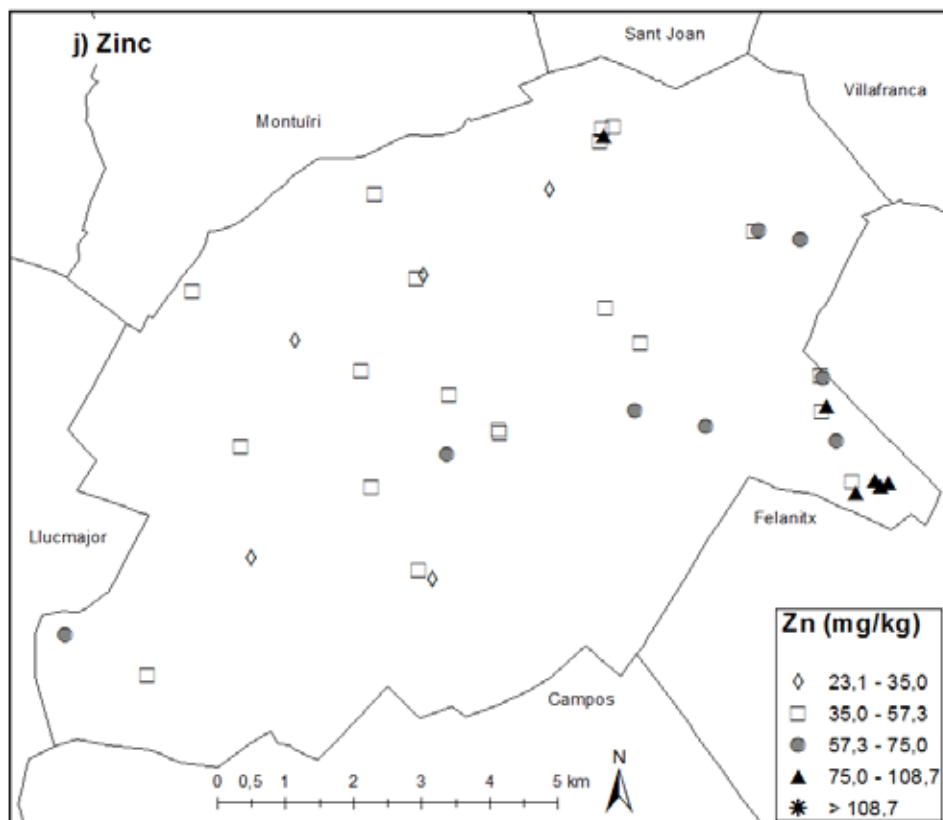 j) Zinc
Sant Joan
Villafranca
Montuïri
Llucmajor
Felanitx
Campos
Zn (mg/kg)
23,1 - 35,0
35,0 - 57,3
57,3 - 75,0
75,0 - 108,7
> 108,7
N
0 0,5 1 2 3 4 5 km